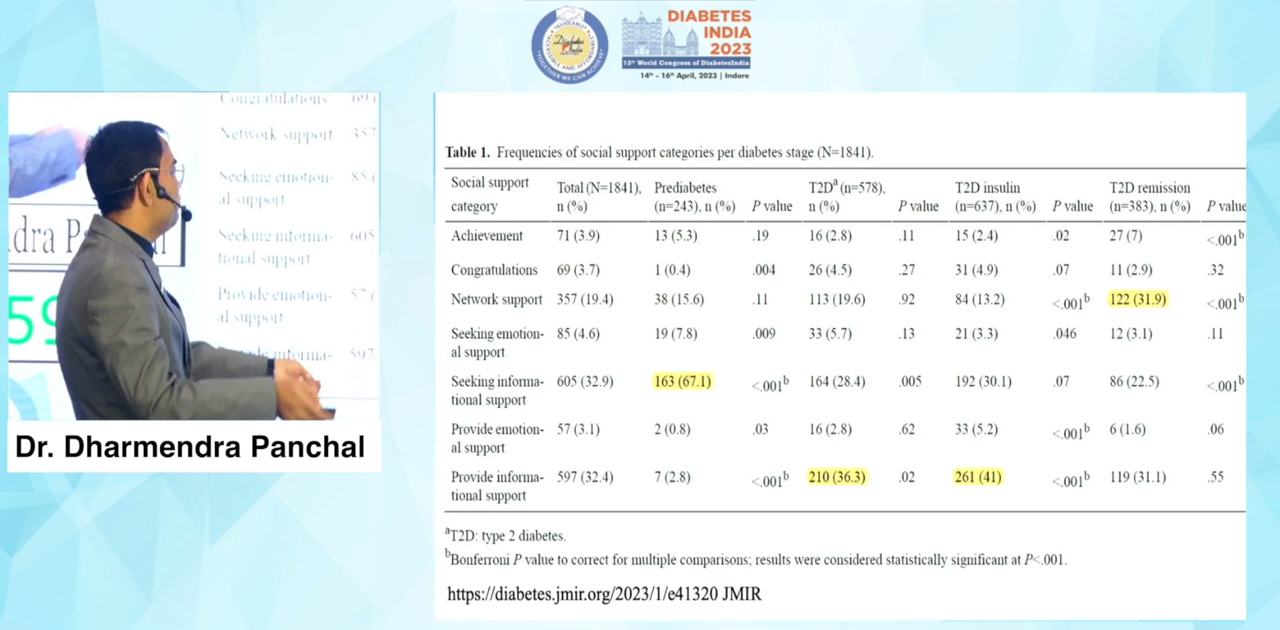 DIABETES
INDIA
2023
12th World Congress of DiabetesIndia
14th - 16th April, 2023 | Indore
Congratulations 69 (
Network support 357
Seeking emotion- 85 (
al support
Seeking informa- 605
tional support
Provide emotion- 57 (
al support
597
dra P
59
Dr. Dharmendra Panchal
Table 1. Frequencies of social support categories per diabetes stage (N=1841).
Social support category Total (N=1841), n (%) Prediabetes (n=243), n (%) P value T2Da (n=578), n (%) P value T2D insulin (n=637), n (%) P value T2D remission (n=383), n (%) P value
Achievement 71 (3.9) 13 (5.3) .19 16 (2.8) .11 15 (2.4) .02 27 (7) <.001b
Congratulations 69 (3.7) 1 (0.4) .004 26 (4.5) .27 31 (4.9) .07 11 (2.9) .32
Network support 357 (19.4) 38 (15.6) .11 113 (19.6) .92 84 (13.2) <.001b 122 (31.9) <.001b
Seeking emotion- 85 (4.6) 19 (7.8) .009 33 (5.7) .13 21 (3.3) .046 12 (3.1) .11
al support
Seeking informa- 605 (32.9) 163 (67.1) <.001b 164 (28.4) .005 192 (30.1) .07 86 (22.5) <.001b
tional support
Provide emotion- 57 (3.1) 2 (0.8) .03 16 (2.8) .62 33 (5.2) <.001b 6 (1.6) .06
al support
Provide informa- 597 (32.4) 7 (2.8) <.001b 210 (36.3) .02 261 (41) <.001b 119 (31.1) .55
tional support
aT2D: type 2 diabetes.
bBonferroni P value to correct for multiple comparisons; results were considered statistically significant at P<.001.
https://diabetes.jmir.org/2023/1/e41320 JMIR